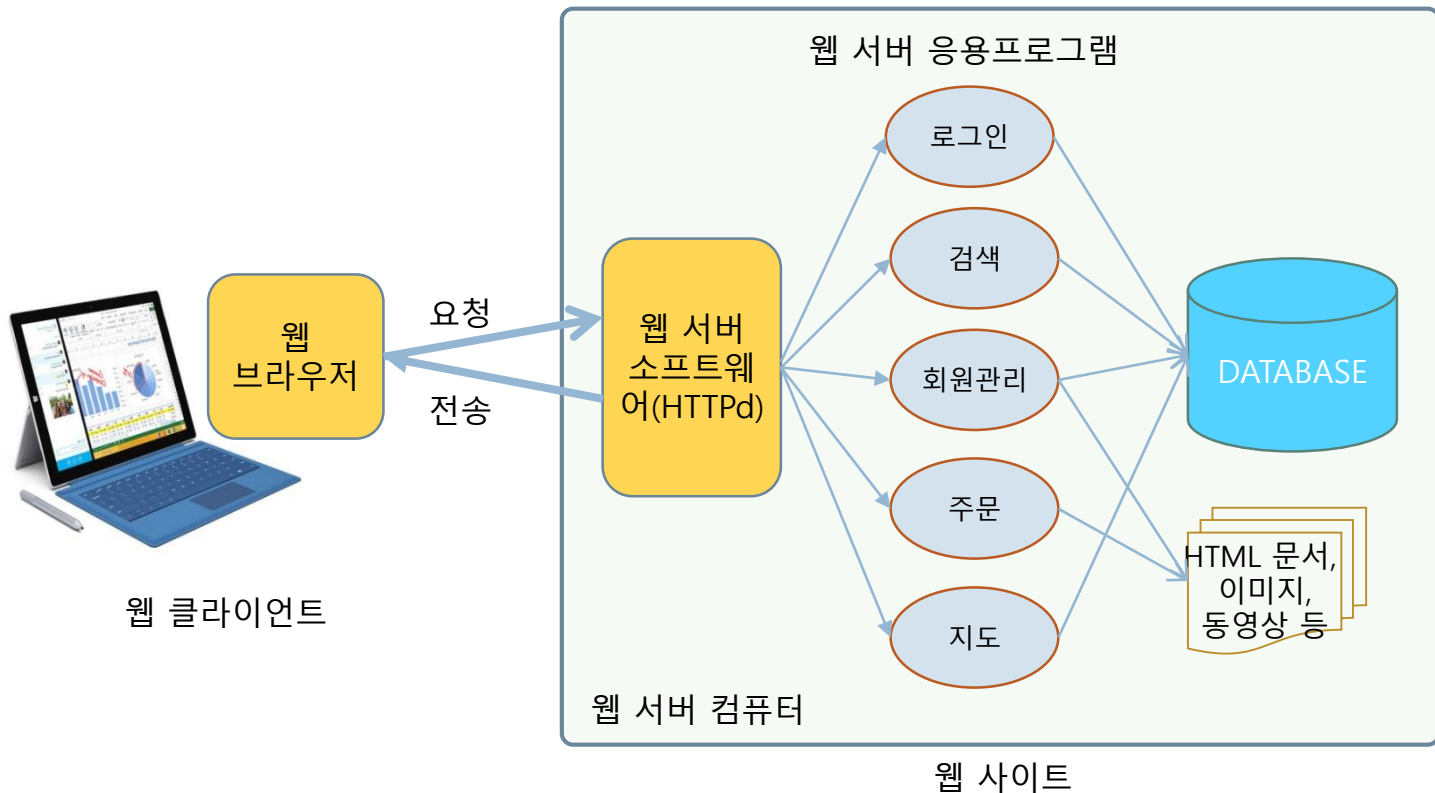 웹 서버 응용프로그램
로그인
검색
회원관리
주문
지도
웹
브라우저
요청
전송
웹 서버
소프트웨
어(HTTPd)
DATABASE
HTML 문서,
이미지,
동영상 등
웹 클라이언트
웹 서버 컴퓨터
웹 사이트